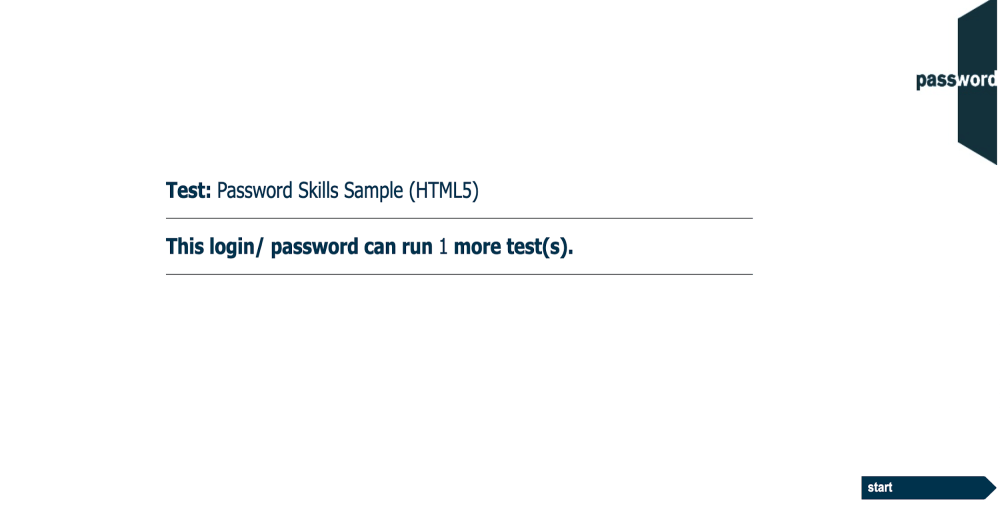 password
Test: Password Skills Sample (HTML5)
This login/ password can run 1 more test(s).
start